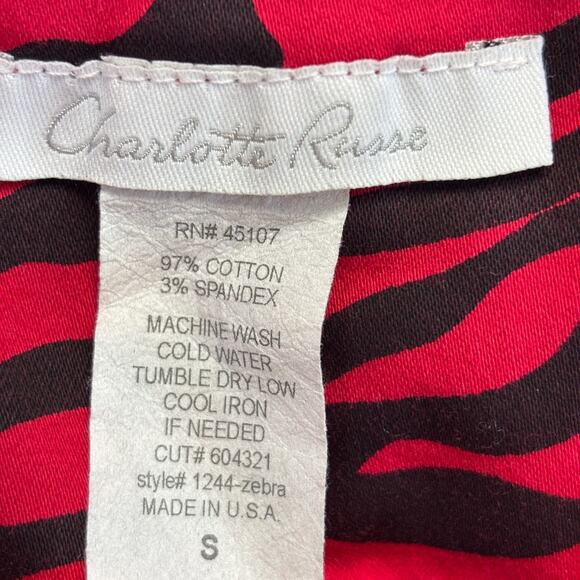 Charlotte Russe
RN# 45107
97% COTTON
3% SPANDEX
MACHINE WASH
COLD WATER
TUMBLE DRY LOW
COOL IRON
IF NEEDED
CUT# 604321
style# 1244-zebra
MADE IN U.S.A.
S